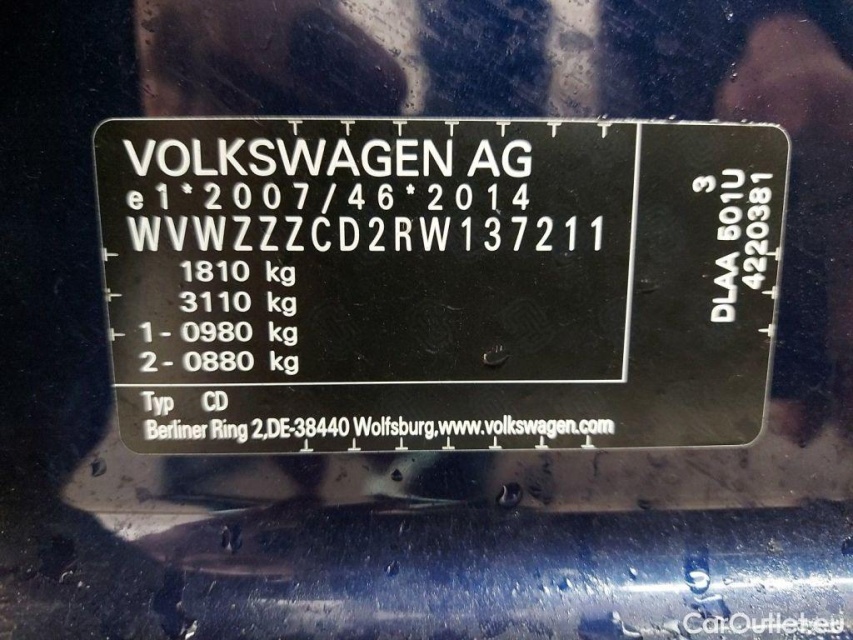 VOLKSWAGEN AG
e1*2007/46*2014
WVWZZZCD2RW137211
1810 kg
3110 kg
1- 0980 kg
2- 0880 kg
Typ CD
Berliner Ring 2,DE-38440 Wolfsburg,www.volkswagen.com
3
DLAA 501U
4220381
CarOutlet.eu